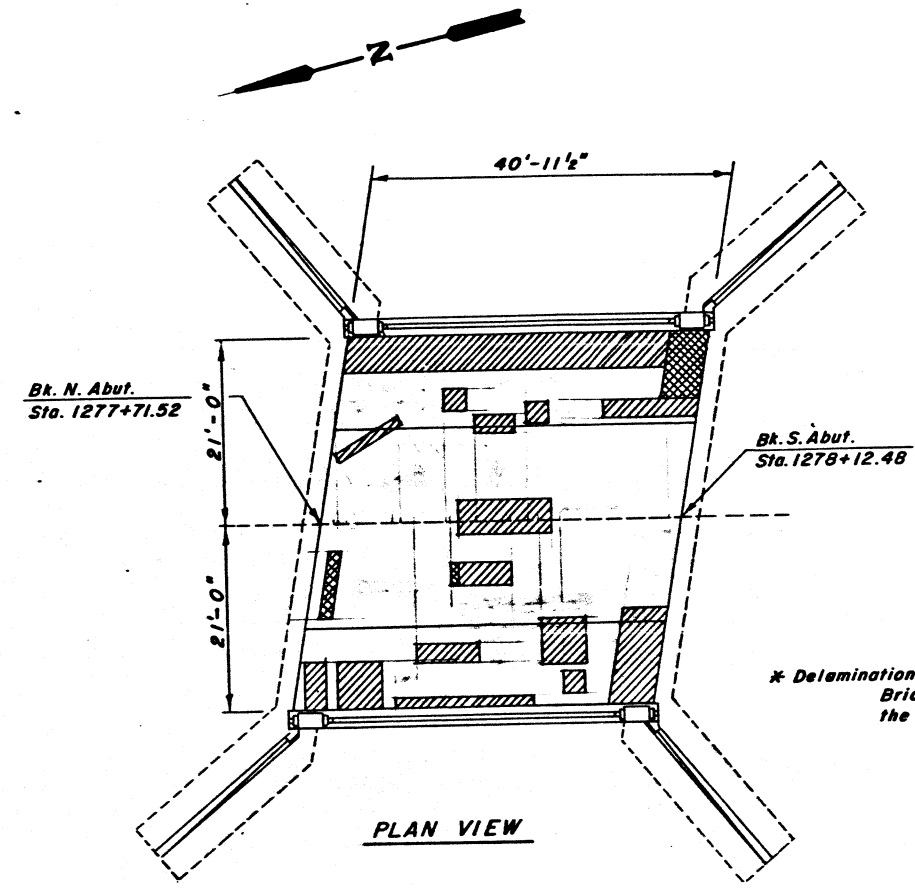 N
40'-11½"
Bk. N. Abut.
Sta. 1277+71.52
21'-0"
Bk. S. Abut.
Sta. 1278+12.48
21'-0"
* Delamination
Bric
the
PLAN VIEW